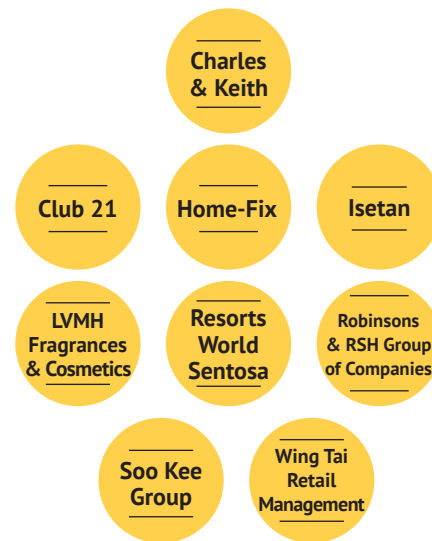 Charles
& Keith
Club 21
Home-Fix
Isetan
LVMH
Fragrances
& Cosmetics
Resorts
World
Sentosa
Robinsons
& RSH Group
of Companies
Soo Kee
Group
Wing Tai
Retail
Management